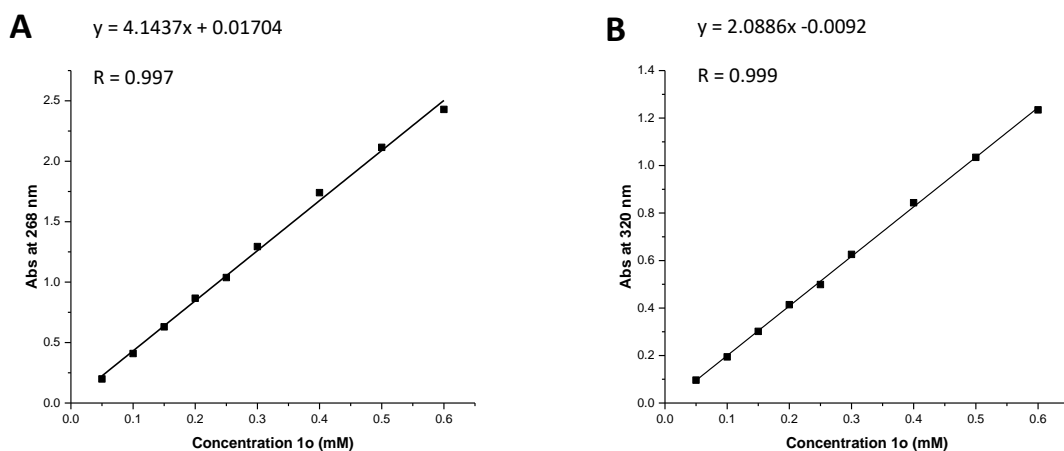 A
y = 4.1437x + 0.01704
R = 0.997
2.5
2.0
1.5
1.0
0.5
0.0
Abs at 268 nm
0.0 0.1 0.2 0.3 0.4 0.5 0.6
Concentration 1o (mM)
B
y = 2.0886x -0.0092
R = 0.999
1.4
1.2
1.0
0.8
0.6
0.4
0.2
0.0
Abs at 320 nm
0.0 0.1 0.2 0.3 0.4 0.5 0.6
Concentration 1o (mM)